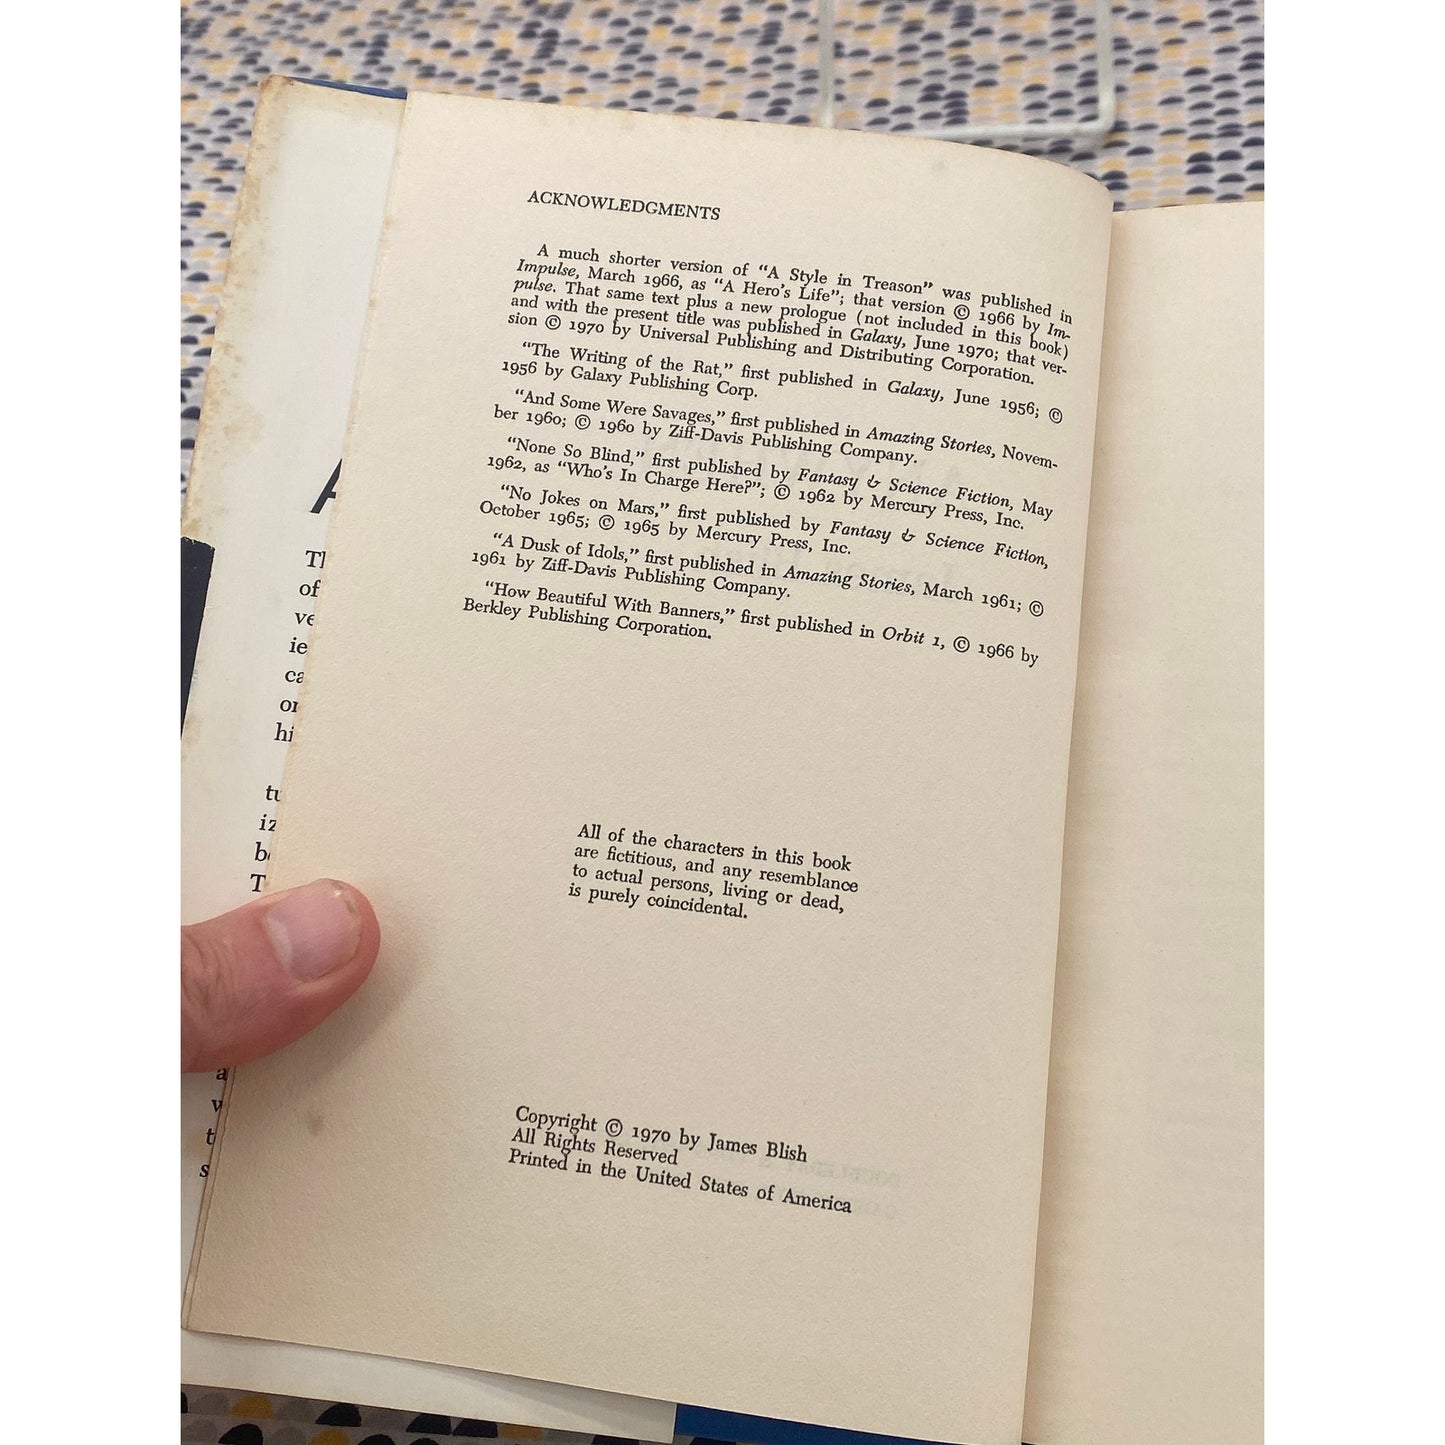 ACKNOWLEDGMENTS
A much shorter version of “A Style in Treason” was published in
Impulse, March 1966, as “A Hero’s Life”; that version © 1966 by Im-
pulse. That same text plus a new prologue (not included in this book)
and with the present title was published in Galaxy, June 1970; that ver-
sion © 1970 by Universal Publishing and Distributing Corporation.
“The Writing of the Rat,” first published in Galaxy, June 1956; ©
1956 by Galaxy Publishing Corp.
“And Some Were Savages,” first published in Amazing Stories, Novem-
ber 1960; © 1960 by Ziff-Davis Publishing Company.
“None So Blind,” first published by Fantasy & Science Fiction, May
1962, as “Who’s In Charge Here?”; © 1962 by Mercury Press, Inc.
“No Jokes on Mars,” first published by Fantasy & Science Fiction,
October 1965; © 1965 by Mercury Press, Inc.
“A Dusk of Idols,” first published in Amazing Stories, March 1961; ©
1961 by Ziff-Davis Publishing Company.
“How Beautiful With Banners,” first published in Orbit 1, © 1966 by
Berkley Publishing Corporation.
All of the characters in this book
are fictitious, and any resemblance
to actual persons, living or dead,
is purely coincidental.
Copyright © 1970 by James Blish
All Rights Reserved
Printed in the United States of America